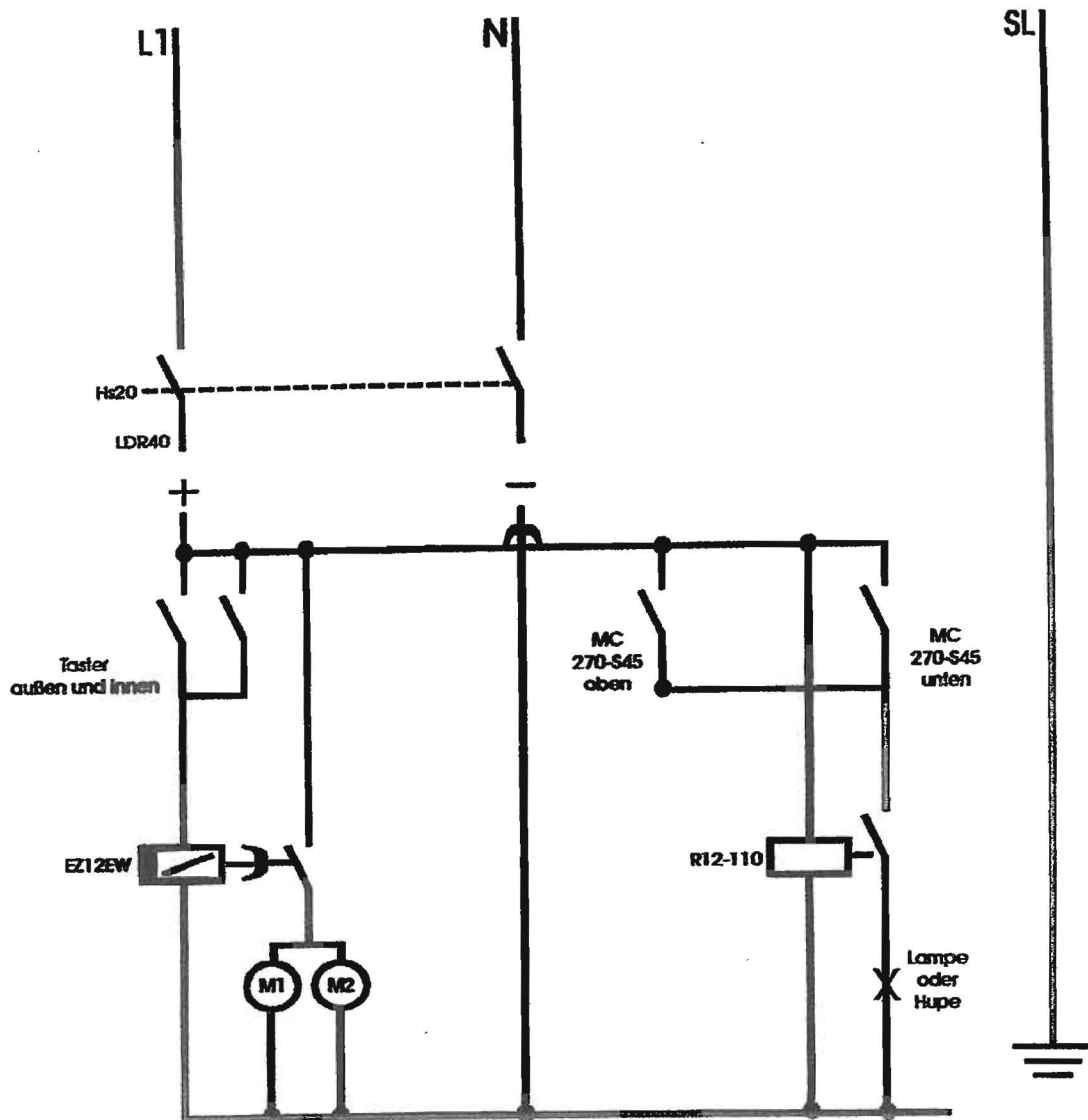 L1
N
SL
Hs20
LDR40
+
−
Taster
außen und innen
MC
270-S45
oben
MC
270-S45
unten
EZ12EW
R12-110
M1
M2
Lampe
oder
Hupe